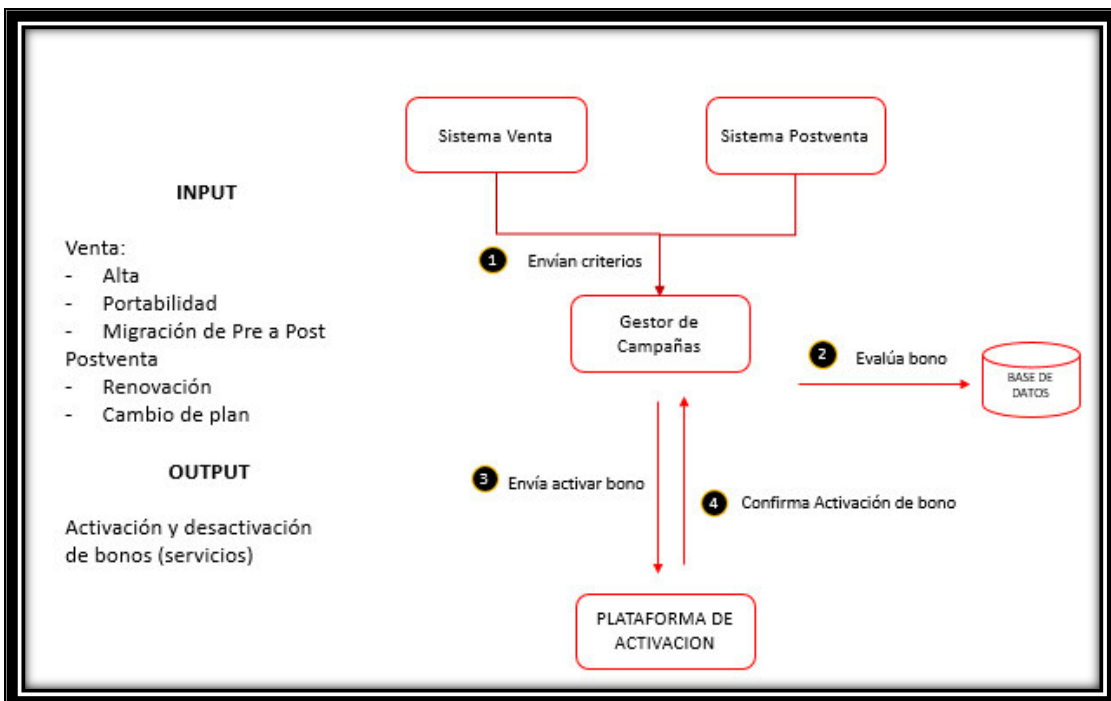 INPUT
Venta:
- Alta
- Portabilidad
- Migración de Pre a Post
Postventa
- Renovación
- Cambio de plan
OUTPUT
Activación y desactivación
de bonos (servicios)
Sistema Venta
Sistema Postventa
1 Envían criterios
Gestor de
Campañas
2 Evalúa bono
BASE DE
DATOS
3 Envía activar bono
4 Confirma Activación de bono
PLATAFORMA DE
ACTIVACION